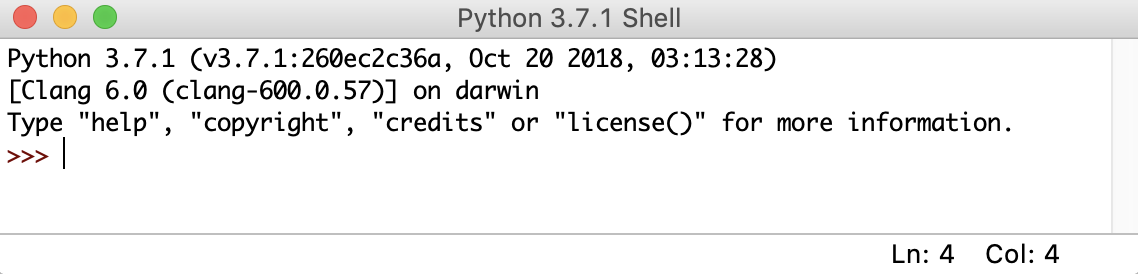 Python 3.7.1 Shell
Python 3.7.1 (v3.7.1:260ec2c36a, Oct 20 2018, 03:13:28)
[Clang 6.0 (clang-600.0.57)] on darwin
Type "help", "copyright", "credits" or "license()" for more information.
>>>
Ln: 4 Col: 4